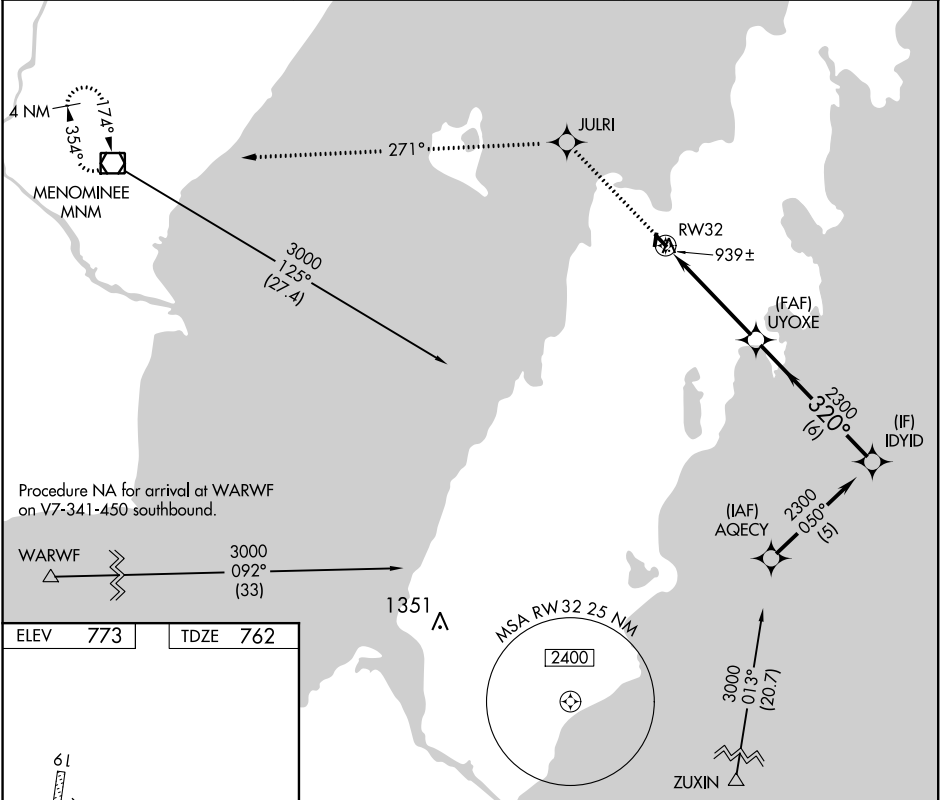 4 NM
174°
354°
MENOMINEE
MNM
271°
JULRI
RW32
939±
3000
125°
(27.4)
(FAF)
UYOXE
2300
320°
(6)
(IF)
IDYID
Procedure NA for arrival at WARWF
on V7-341-450 southbound.
WARWF
3000
092°
(33)
(IAF)
AQECY
2300
050°
(5)
1351
MSA RW32 25 NM
2400
3000
013°
(20.7)
ZUXIN
ELEV 773
TDZE 762
19